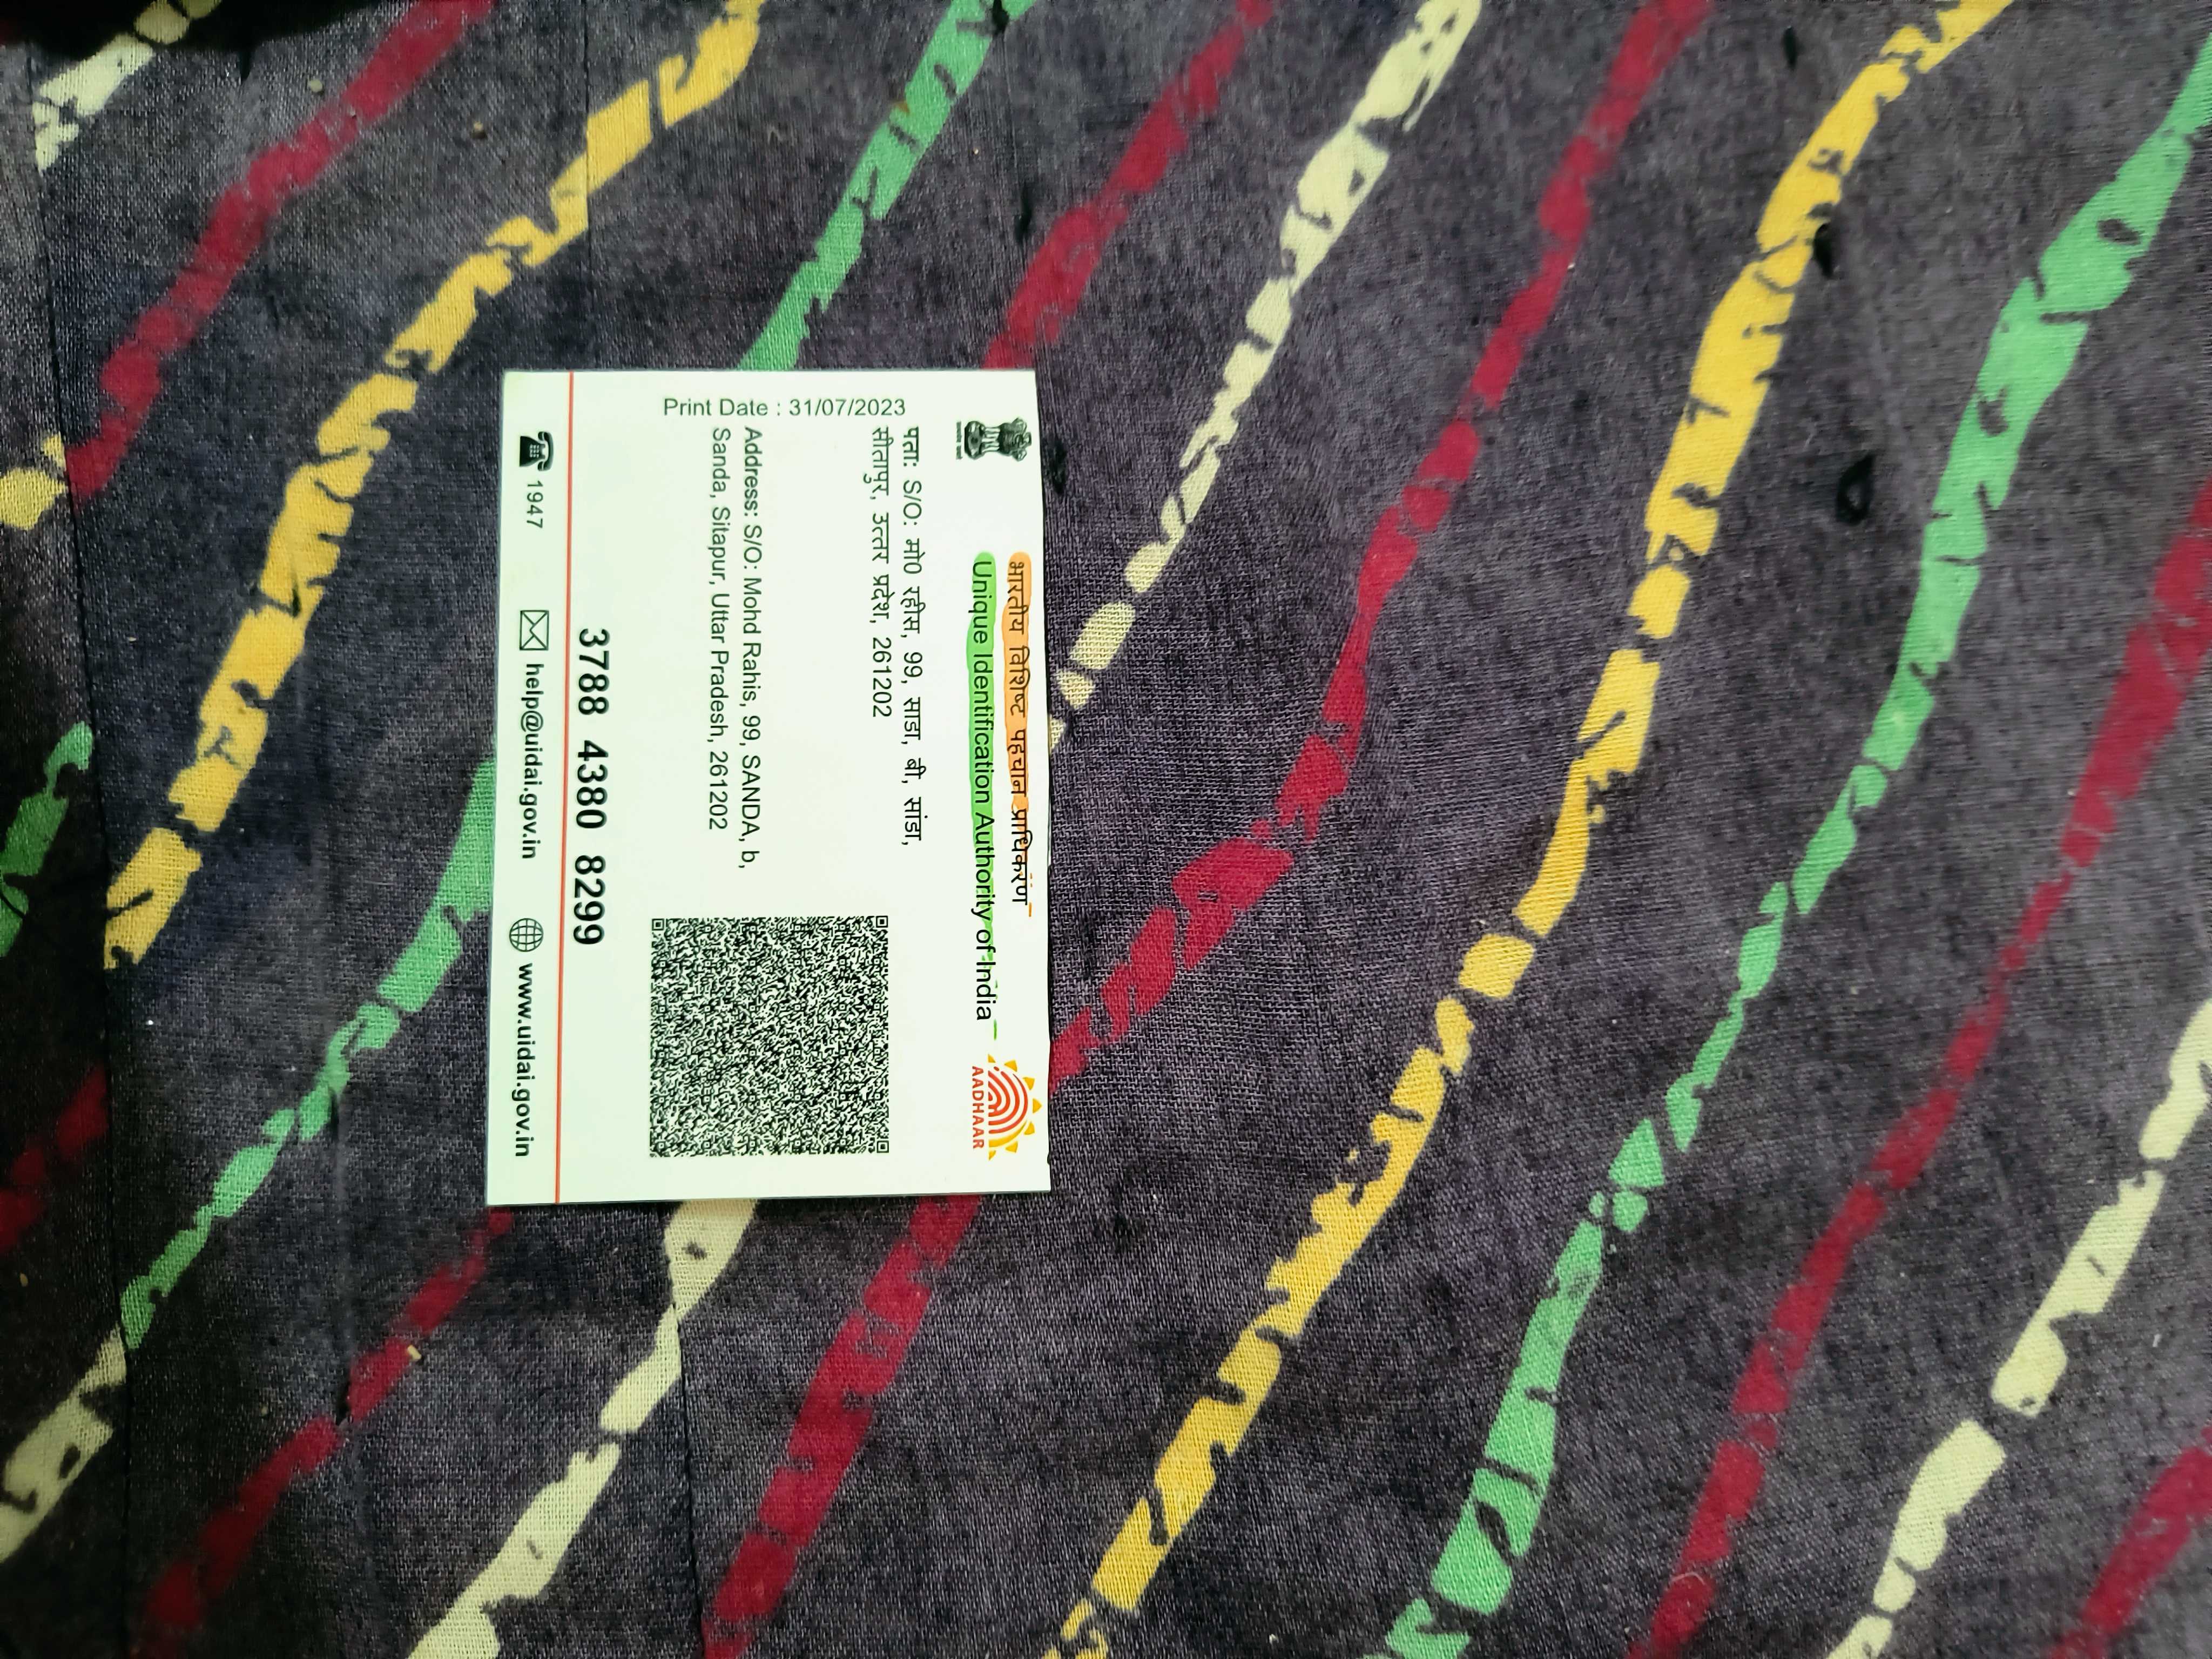 भारतीय विशिष्ट पहचान प्राधिकरण
Unique Identification Authority of India
AADHAAR
Print Date : 31/07/2023
पता: S/O: मो0 रहीस, 99, साडा, बी, सांडा,
सीतापुर, उत्तर प्रदेश, 261202
Address: S/O: Mohd Rahis, 99, SANDA, b,
Sanda, Sitapur, Uttar Pradesh, 261202
3788 4380 8299
1947 help@uidai.gov.in www.uidai.gov.in